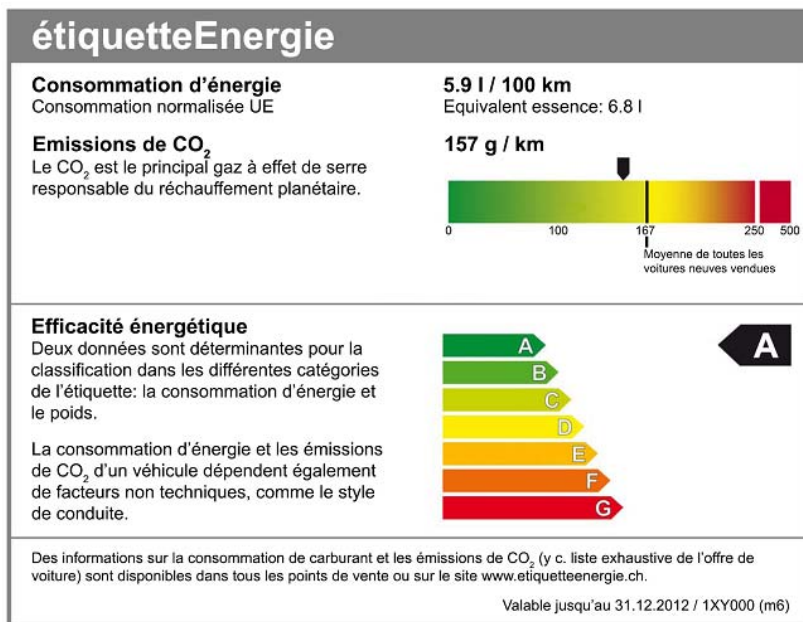 étiquetteEnergie
Consommation d'énergie
Consommation normalisée UE
5.9 l / 100 km
Equivalent essence: 6.8 l
Emissions de CO₂
Le CO₂ est le principal gaz à effet de serre
responsable du réchauffement planétaire.
157 g / km
0 100 167 250 500
Moyenne de toutes les
voitures neuves vendues
Efficacité énergétique
Deux données sont déterminantes pour la
classification dans les différentes catégories
de l'étiquette: la consommation d'énergie et
le poids.
La consommation d'énergie et les émissions
de CO₂ d'un véhicule dépendent également
de facteurs non techniques, comme le style
de conduite.
A
B
C
D
E
F
G
A
Des informations sur la consommation de carburant et les émissions de CO₂ (y c. liste exhaustive de l'offre de
voiture) sont disponibles dans tous les points de vente ou sur le site www.etiquetteenergie.ch.
Valable jusqu'au 31.12.2012 / 1XY000 (m6)